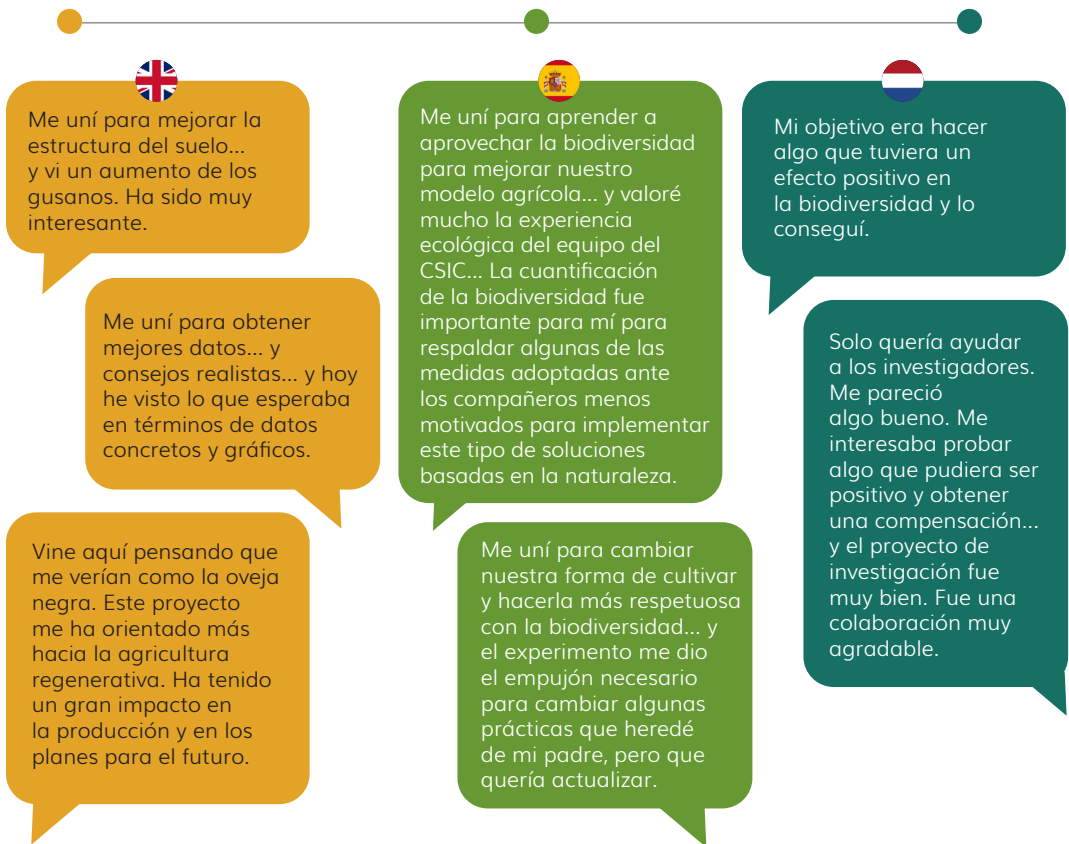 Me uní para mejorar la
estructura del suelo...
y vi un aumento de los
gusanos. Ha sido muy
interesante.
Me uní para obtener
mejores datos... y
consejos realistas... y hoy
he visto lo que esperaba
en términos de datos
concretos y gráficos.
Vine aquí pensando que
me verían como la oveja
negra. Este proyecto
me ha orientado más
hacia la agricultura
regenerativa. Ha tenido
un gran impacto en
la producción y en los
planes para el futuro.
Me uní para aprender a
aprovechar la biodiversidad
para mejorar nuestro
modelo agrícola... y valoré
mucho la experiencia
ecológica del equipo del
CSIC... La cuantificación
de la biodiversidad fue
importante para mí para
respaldar algunas de las
medidas adoptadas ante
los compañeros menos
motivados para implementar
este tipo de soluciones
basadas en la naturaleza.
Me uní para cambiar
nuestra forma de cultivar
y hacerla más respetuosa
con la biodiversidad... y
el experimento me dio
el empujón necesario
para cambiar algunas
prácticas que heredé
de mi padre, pero que
quería actualizar.
Mi objetivo era hacer
algo que tuviera un
efecto positivo en
la biodiversidad y lo
conseguí.
Solo quería ayudar
a los investigadores.
Me pareció
algo bueno. Me
interesaba probar
algo que pudiera ser
positivo y obtener
una compensación...
y el proyecto de
investigación fue
muy bien. Fue una
colaboración muy
agradable.